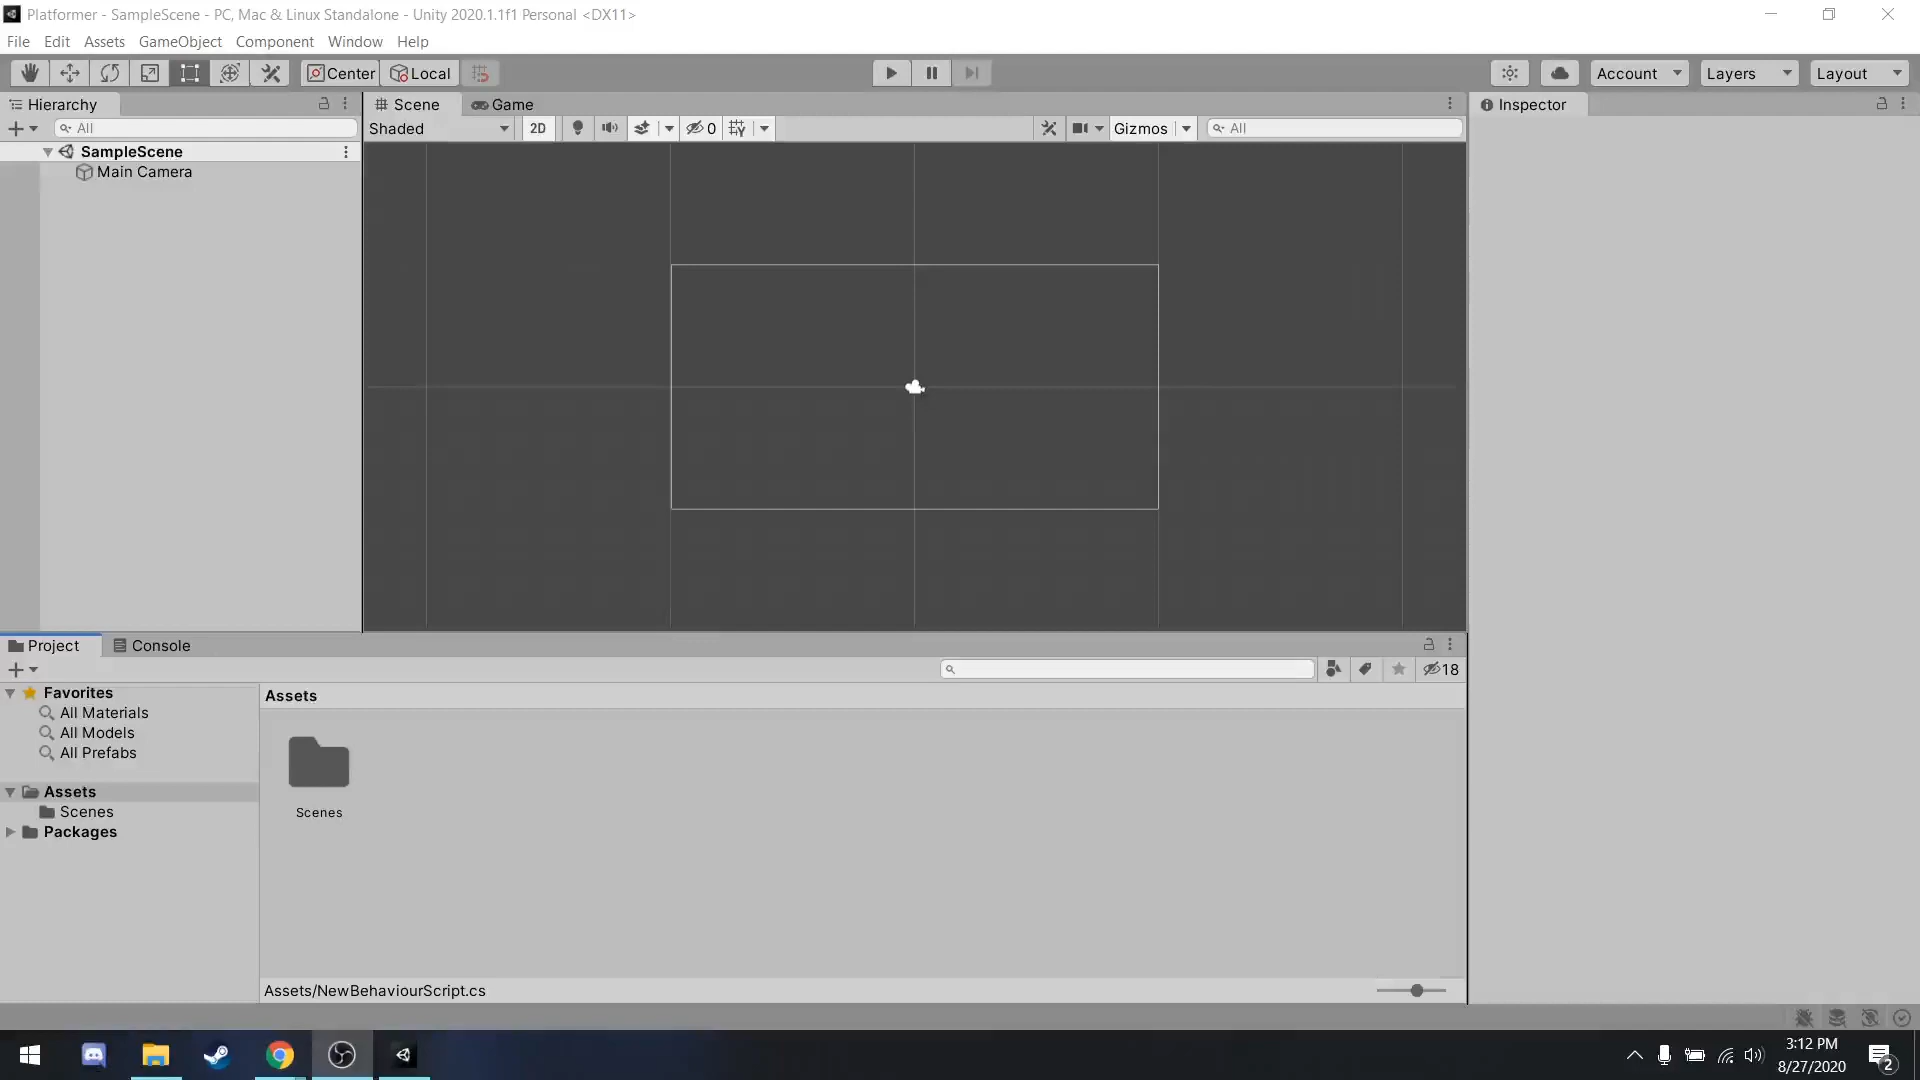 Platformer - SampleScene - PC, Mac & Linux Standalone - Unity 2020.1.1f1 Personal <DX11>
File Edit Assets GameObject Component Window Help
Center Local Account Layers Layout
Hierarchy Scene Game Inspector
All Shaded 2D 0 Gizmos All
SampleScene
Main Camera
Project Console
18
Favorites Assets
All Materials
All Models
All Prefabs
Assets
Scenes Scenes
Packages
Assets/NewBehaviourScript.cs
3:12 PM
8/27/2020
2